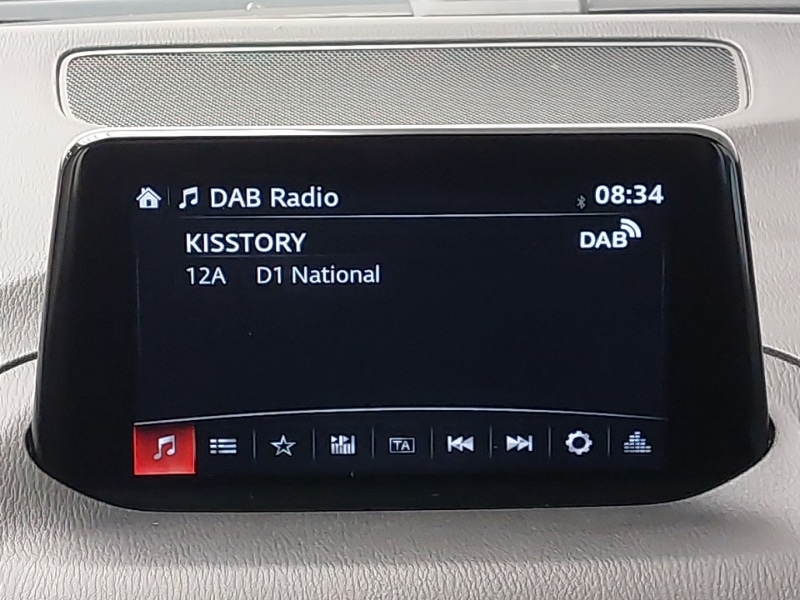 DAB Radio 08:34
KISSTORY DAB
12A D1 National
TA